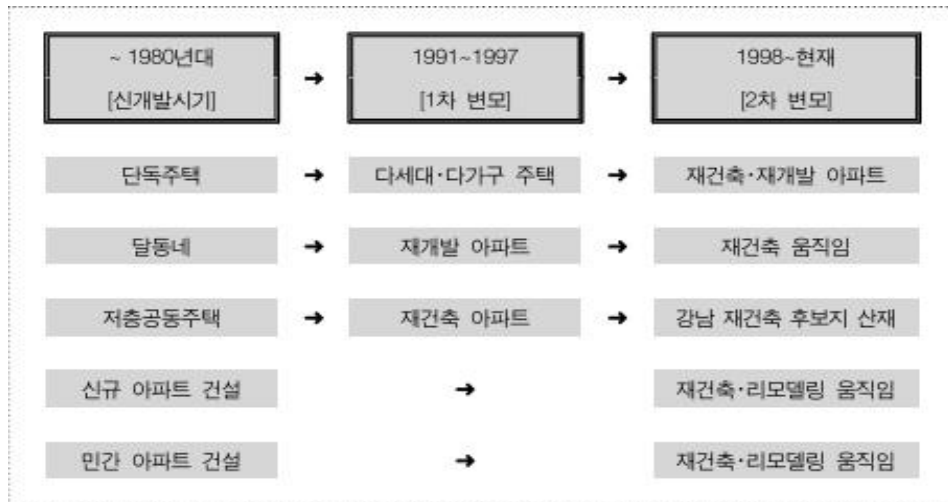 ~ 1980년대 → 1991~1997 → 1998~현재
[신개발시기] [1차 변모] [2차 변모]
단독주택 → 다세대·다가구 주택 → 재건축·재개발 아파트
달동네 → 재개발 아파트 → 재건축 움직임
저층공동주택 → 재건축 아파트 → 강남 재건축 후보지 산재
신규 아파트 건설 → 재건축·리모델링 움직임
민간 아파트 건설 → 재건축·리모델링 움직임